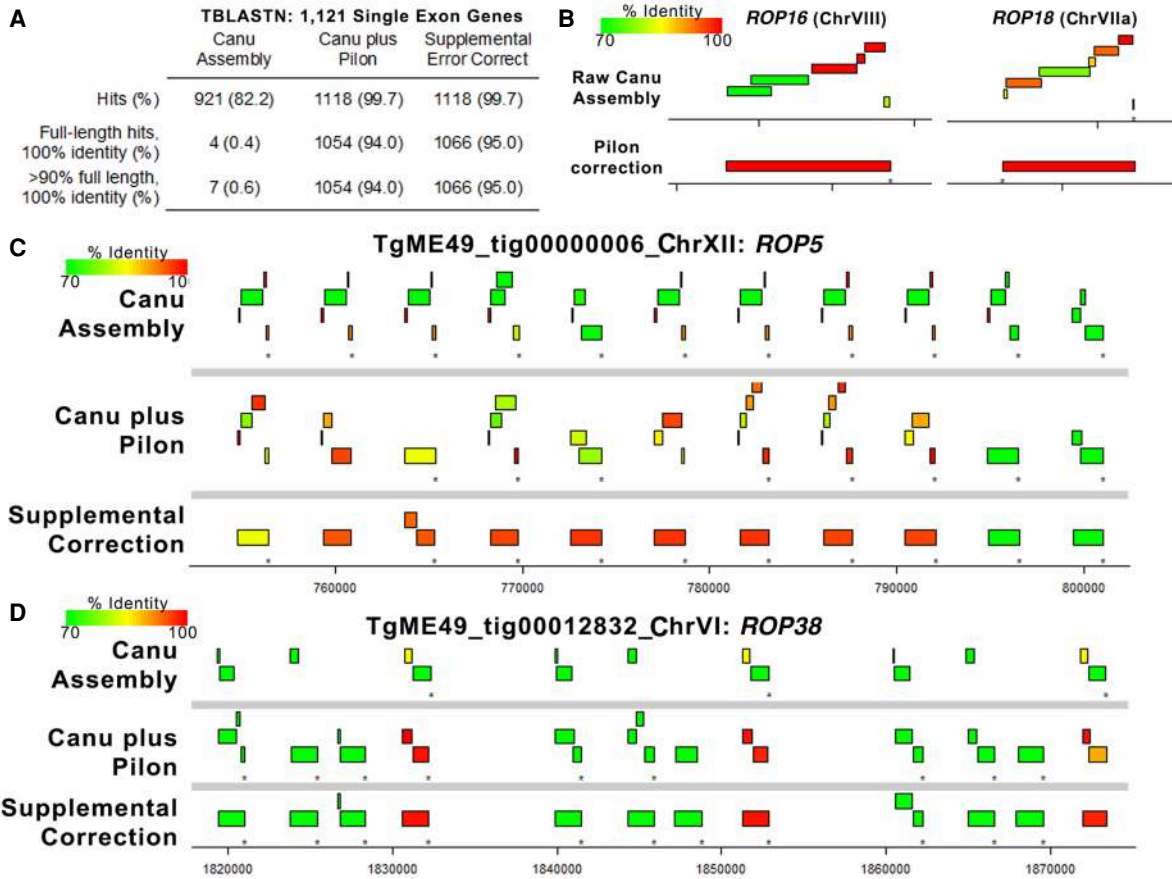 A
TBLASTN: 1,121 Single Exon Genes
Canu Assembly
Canu plus Pilon
Supplemental Error Correct
Hits (%)
921 (82.2)
1118 (99.7)
1118 (99.7)
Full-length hits, 100% identity (%)
4 (0.4)
1054 (94.0)
1066 (95.0)
>90% full length, 100% identity (%)
7 (0.6)
1054 (94.0)
1066 (95.0)
B
% Identity
70
100
ROP16 (ChrVIII)
ROP18 (ChrVIIa)
Raw Canu Assembly
*
Pilon correction
*
*
C
% Identity
70
10
TgME49_tig00000006_ChrXII: ROP5
Canu Assembly
* * * * * * * * * * *
Canu plus Pilon
* * * * * * * * *
Supplemental Correction
* * * * * * * * * *
760000
770000
780000
790000
800000
D
% Identity
70
100
TgME49_tig00012832_ChrVI: ROP38
Canu Assembly
* * *
Canu plus Pilon
* * * * * * * * *
Supplemental Correction
* * * * * * * * * * *
1820000
1830000
1840000
1850000
1860000
1870000